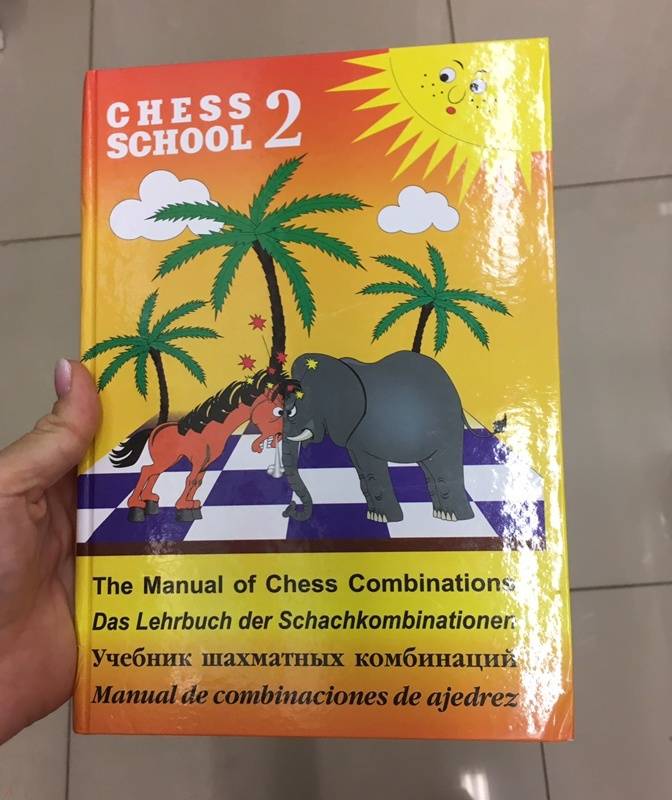 CHESS
SCHOOL 2
The Manual of Chess Combinations
Das Lehrbuch der Schachkombinationen
Учебник шахматных комбинаций
Manual de combinaciones de ajedrez